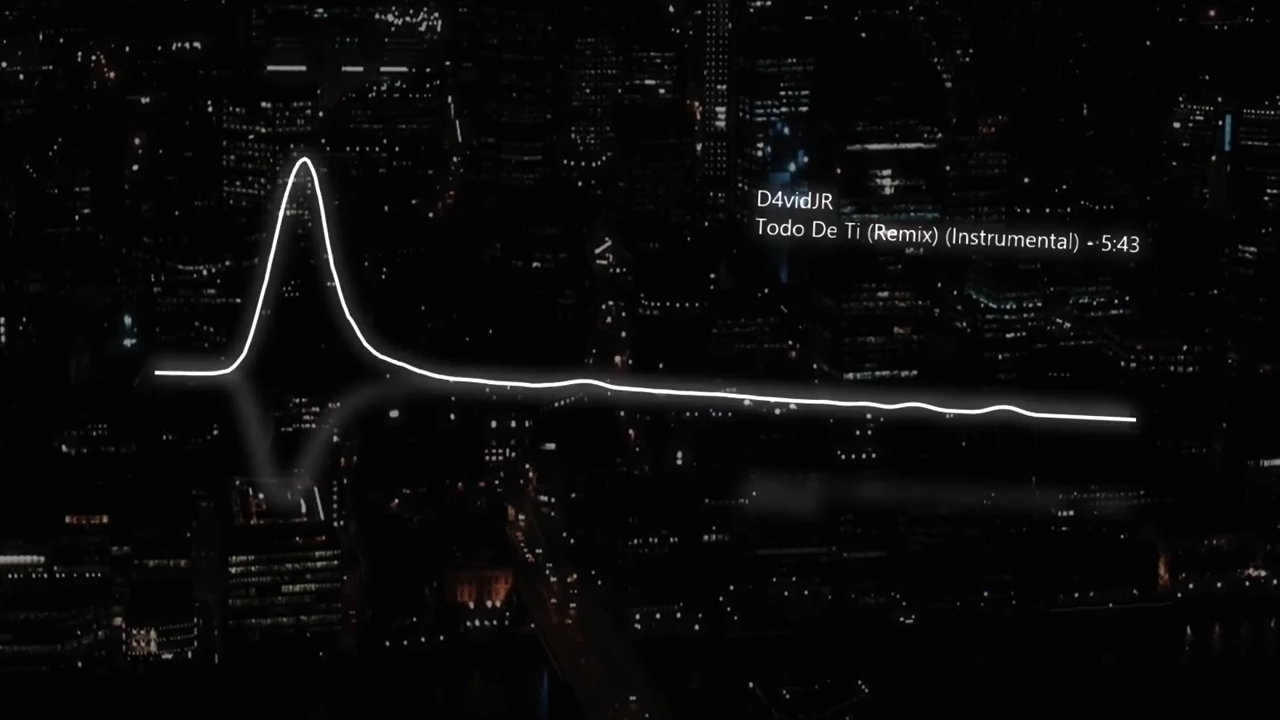 D4vidJR
Todo De Ti (Remix) (Instrumental) - 5:43